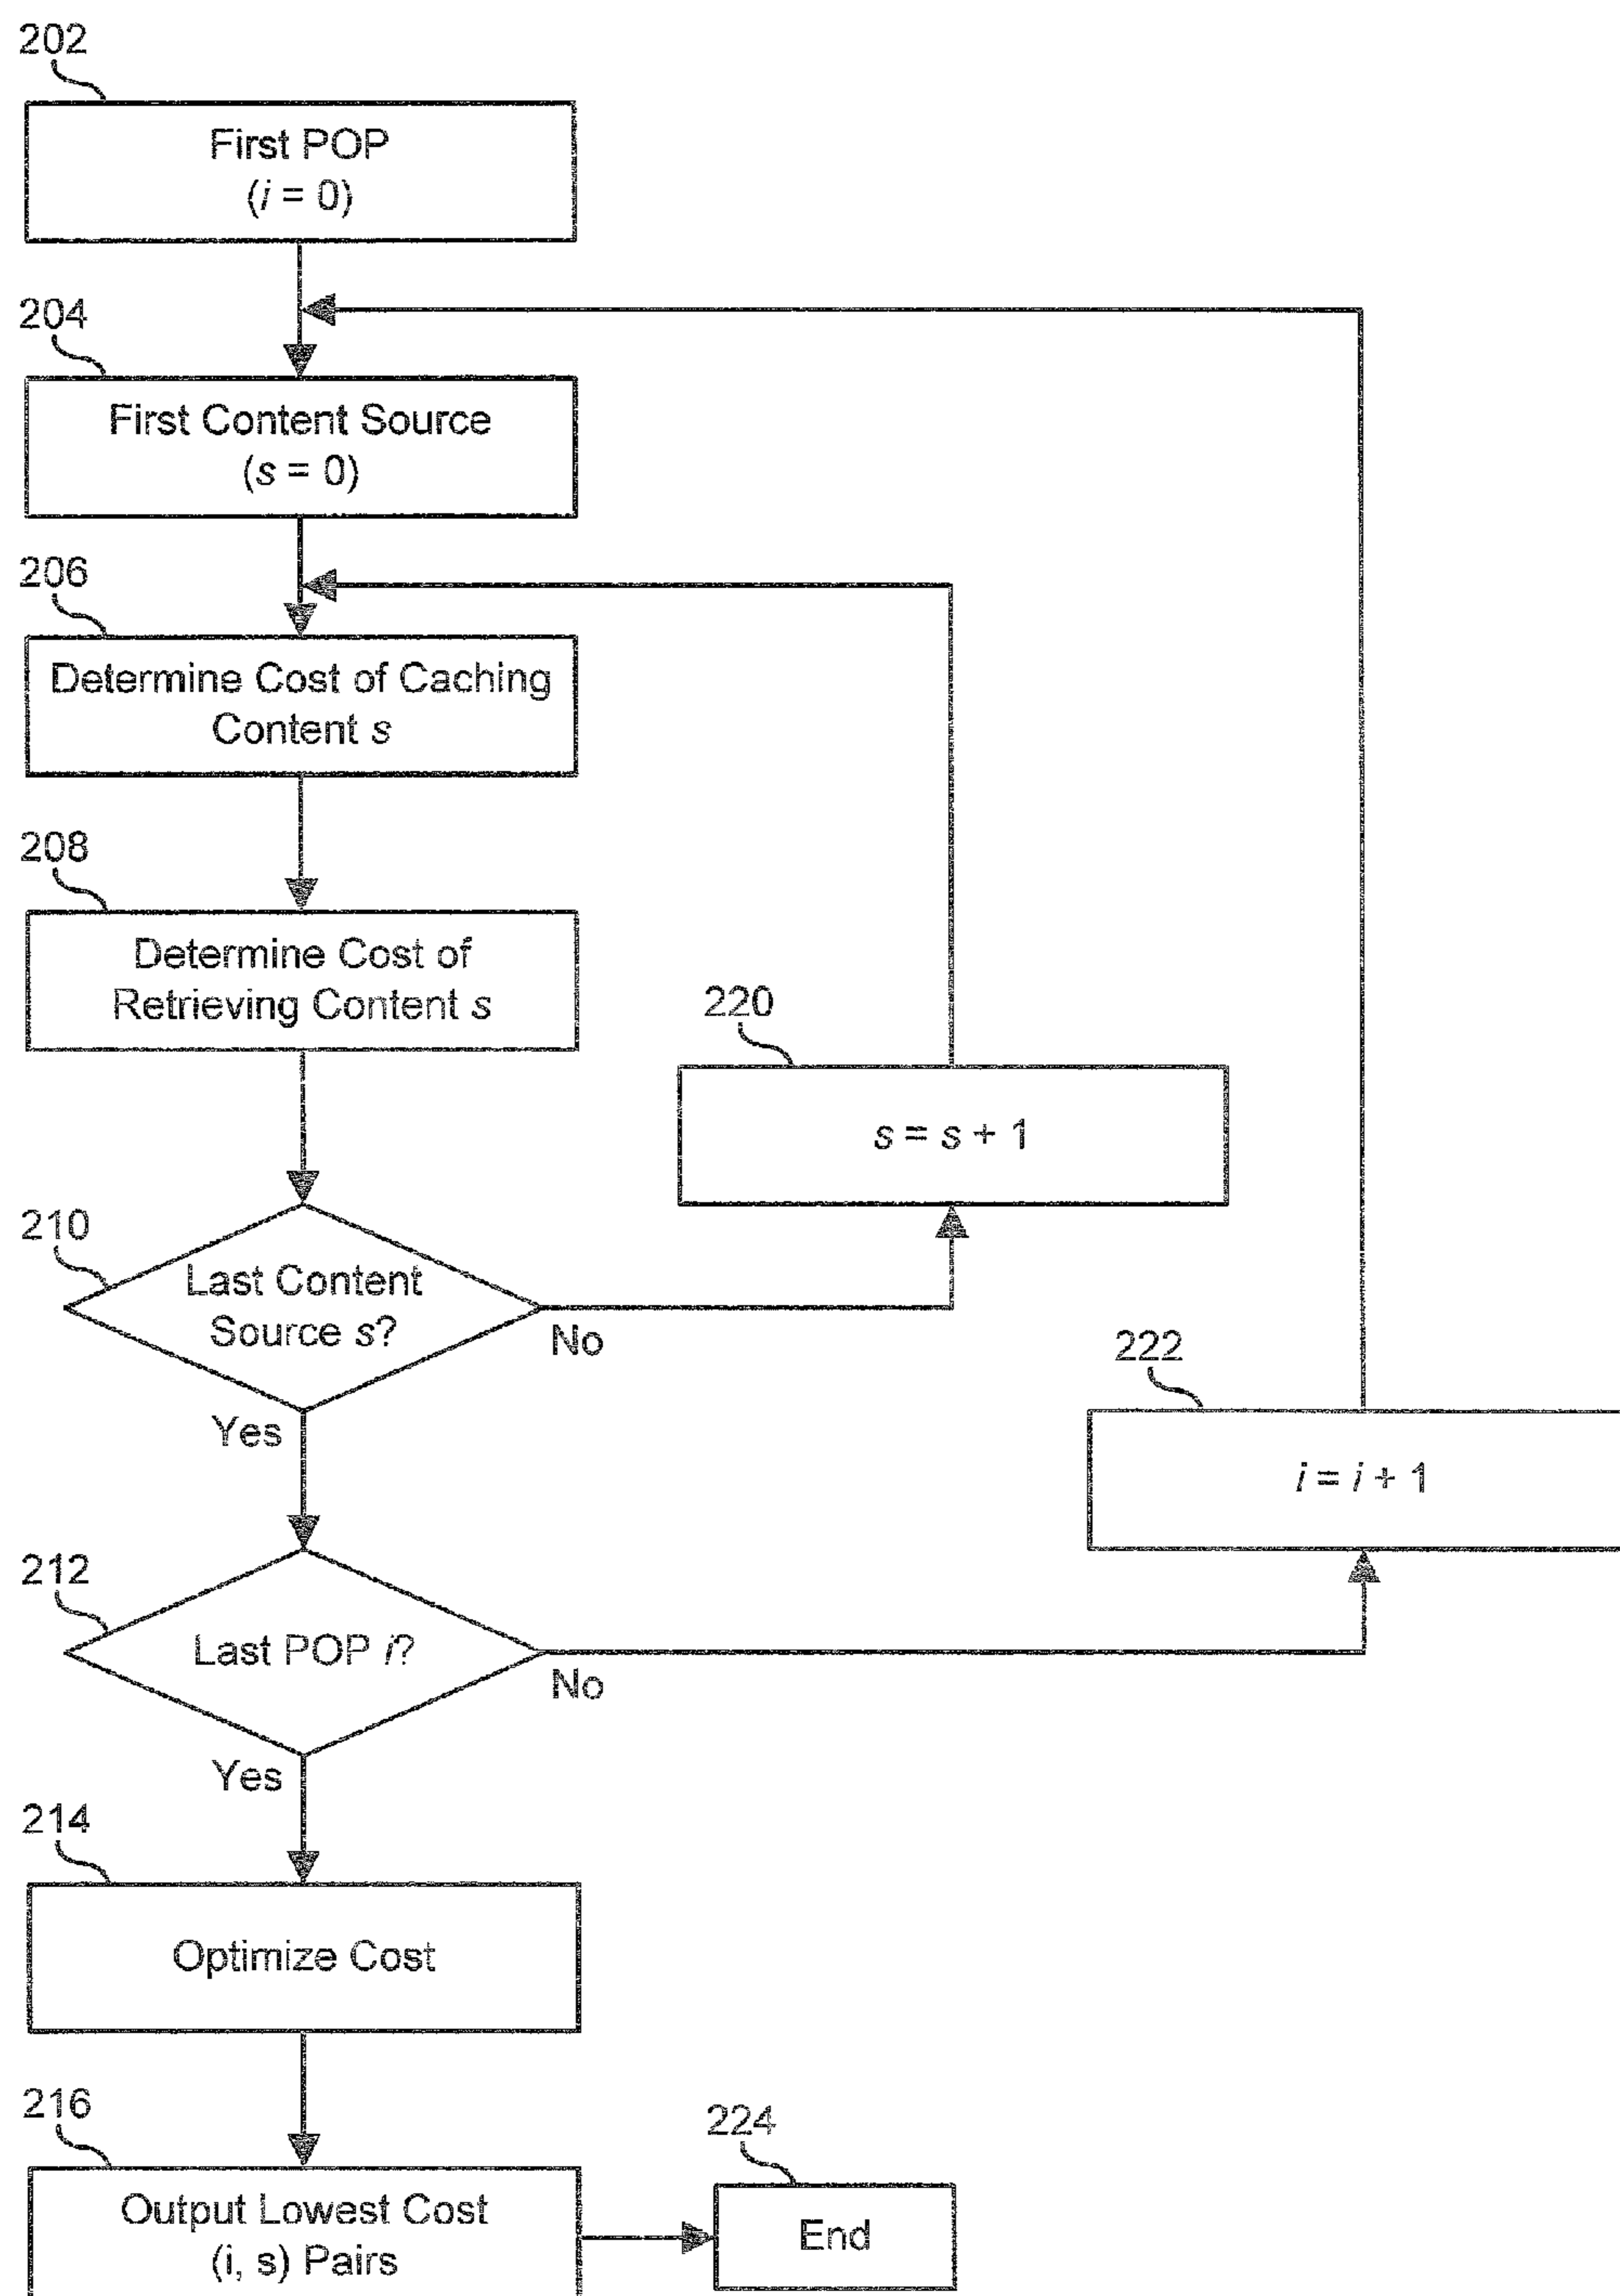 202
First POP
(i = 0)
204
First Content Source
(s = 0)
206
Determine Cost of Caching
Content s
208
Determine Cost of
Retrieving Content s
220
s = s + 1
210
Last Content
Source s?
No
Yes
222
i = i + 1
212
Last POP i?
No
Yes
214
Optimize Cost
216
Output Lowest Cost
(i, s) Pairs
224
End